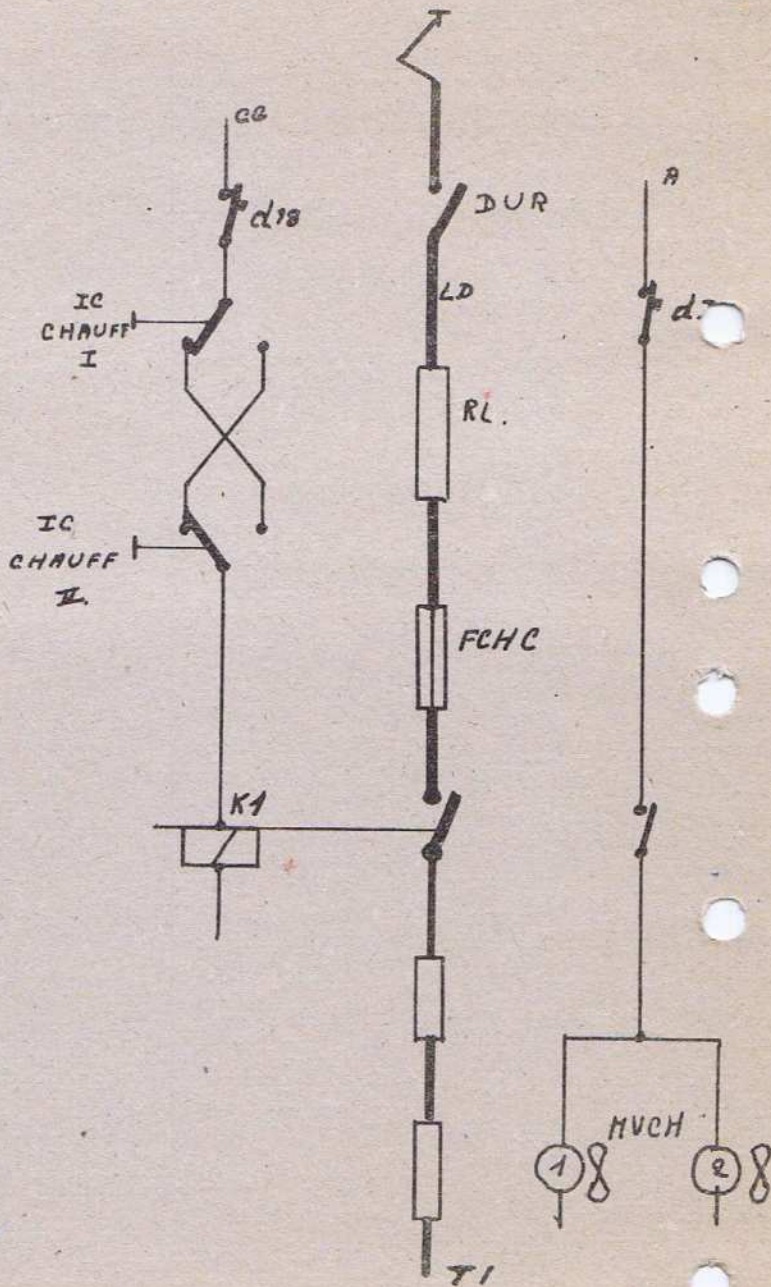 CG
d18
DUR
A
LD
IC
CHAUFF
I
RL.
IC
CHAUFF
II.
FCHC
K1
MVCH
1
2
T1